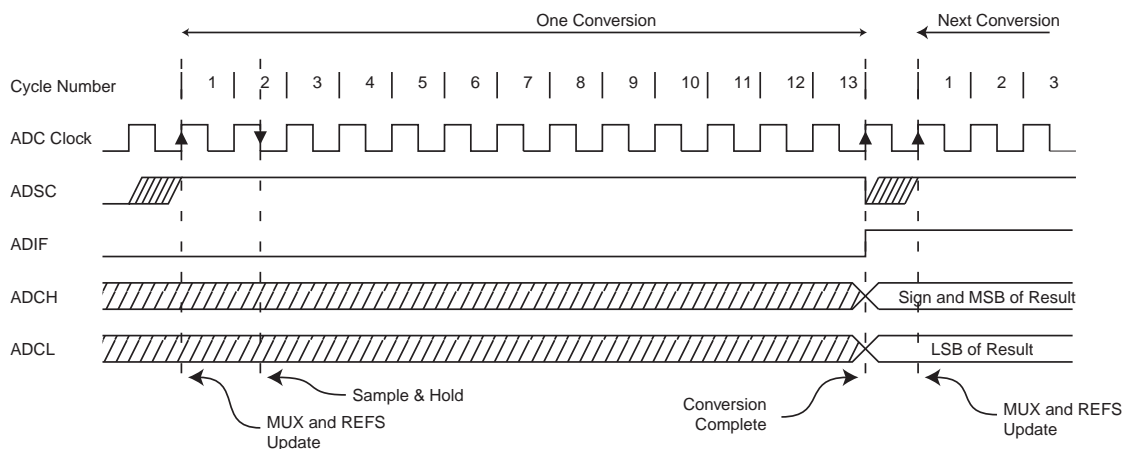 One Conversion
Next Conversion
Cycle Number 1 2 3 4 5 6 7 8 9 10 11 12 13 1 2 3
ADC Clock
ADSC
ADIF
ADCH
Sign and MSB of Result
ADCL
LSB of Result
MUX and REFS
Update
Sample & Hold
Conversion
Complete
MUX and REFS
Update